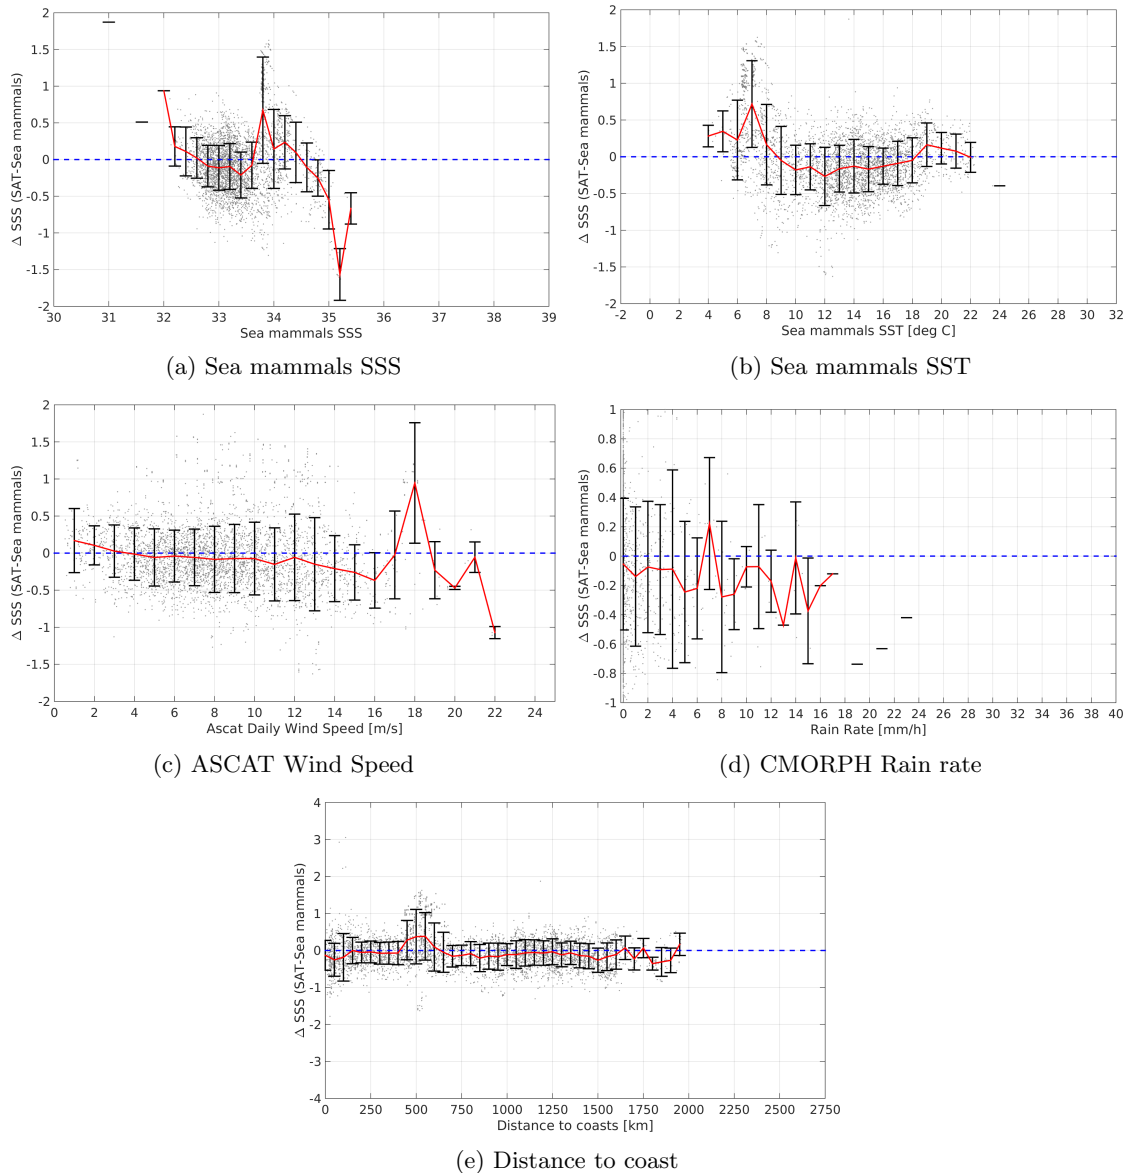 2
1.5
1
0.5
0
-0.5
-1
-1.5
-2
Δ SSS (SAT-Sea mammals)
30 31 32 33 34 35 36 37 38 39
Sea mammals SSS
(a) Sea mammals SSS
2
1.5
1
0.5
0
-0.5
-1
-1.5
-2
Δ SSS (SAT-Sea mammals)
-2 0 2 4 6 8 10 12 14 16 18 20 22 24 26 28 30 32
Sea mammals SST [deg C]
(b) Sea mammals SST
2
1.5
1
0.5
0
-0.5
-1
-1.5
-2
Δ SSS (SAT-Sea mammals)
0 2 4 6 8 10 12 14 16 18 20 22 24
Ascat Daily Wind Speed [m/s]
(c) ASCAT Wind Speed
1
0.8
0.6
0.4
0.2
0
-0.2
-0.4
-0.6
-0.8
-1
Δ SSS (SAT-Sea mammals)
0 2 4 6 8 10 12 14 16 18 20 22 24 26 28 30 32 34 36 38 40
Rain Rate [mm/h]
(d) CMORPH Rain rate
4
3
2
1
0
-1
-2
-3
-4
Δ SSS (SAT-Sea mammals)
0 250 500 750 1000 1250 1500 1750 2000 2250 2500 2750
Distance to coasts [km]
(e) Distance to coast